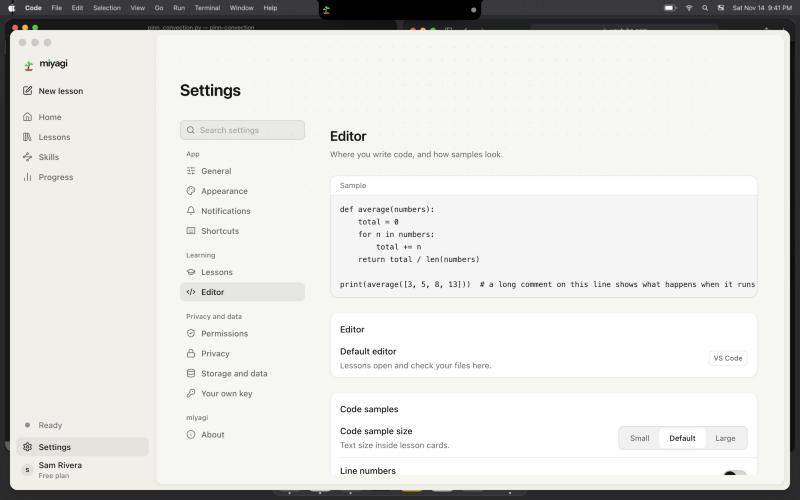 Code File Edit Selection View Go Run Terminal Window Help
Sat Nov 14 9:41 PM
pinn_convection.py — pinn-convection
miyagi
New lesson
Home
Lessons
Skills
Progress
Ready
Settings
S
Sam Rivera
Free plan
Settings
Search settings
App
General
Appearance
Notifications
Shortcuts
Learning
Lessons
Editor
Privacy and data
Permissions
Privacy
Storage and data
Your own key
miyagi
About
Editor
Where you write code, and how samples look.
Sample
def average(numbers):
total = 0
for n in numbers:
total += n
return total / len(numbers)
print(average([3, 5, 8, 13])) # a long comment on this line shows what happens when it runs
Editor
Default editor
Lessons open and check your files here.
VS Code
Code samples
Code sample size
Text size inside lesson cards.
Small Default Large
Line numbers